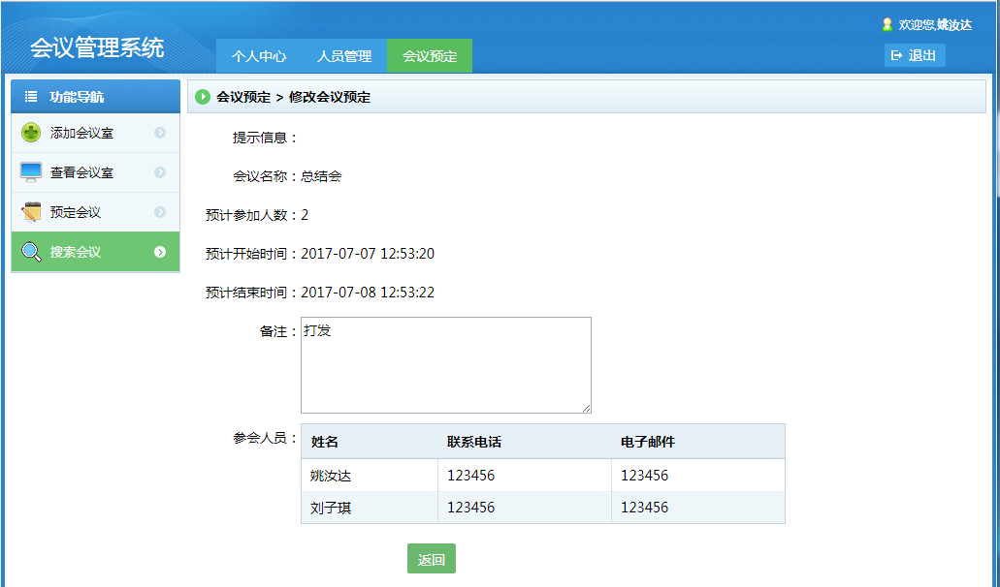 欢迎您,姚汝达
会议管理系统
个人中心 人员管理 会议预定
退出
功能导航
会议预定 > 修改会议预定
添加会议室
查看会议室
预定会议
搜索会议
提示信息：
会议名称：总结会
预计参加人数：2
预计开始时间：2017-07-07 12:53:20
预计结束时间：2017-07-08 12:53:22
备注：打发
参会人员：
姓名 联系电话 电子邮件
姚汝达 123456 123456
刘子琪 123456 123456
返回